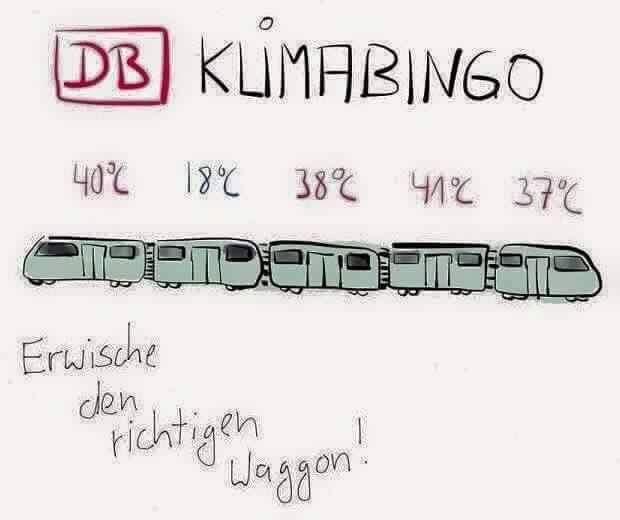 DB KLIMABINGO
40°C 18°C 38°C 41°C 37°C
Erwische
den
richtigen
Waggon!